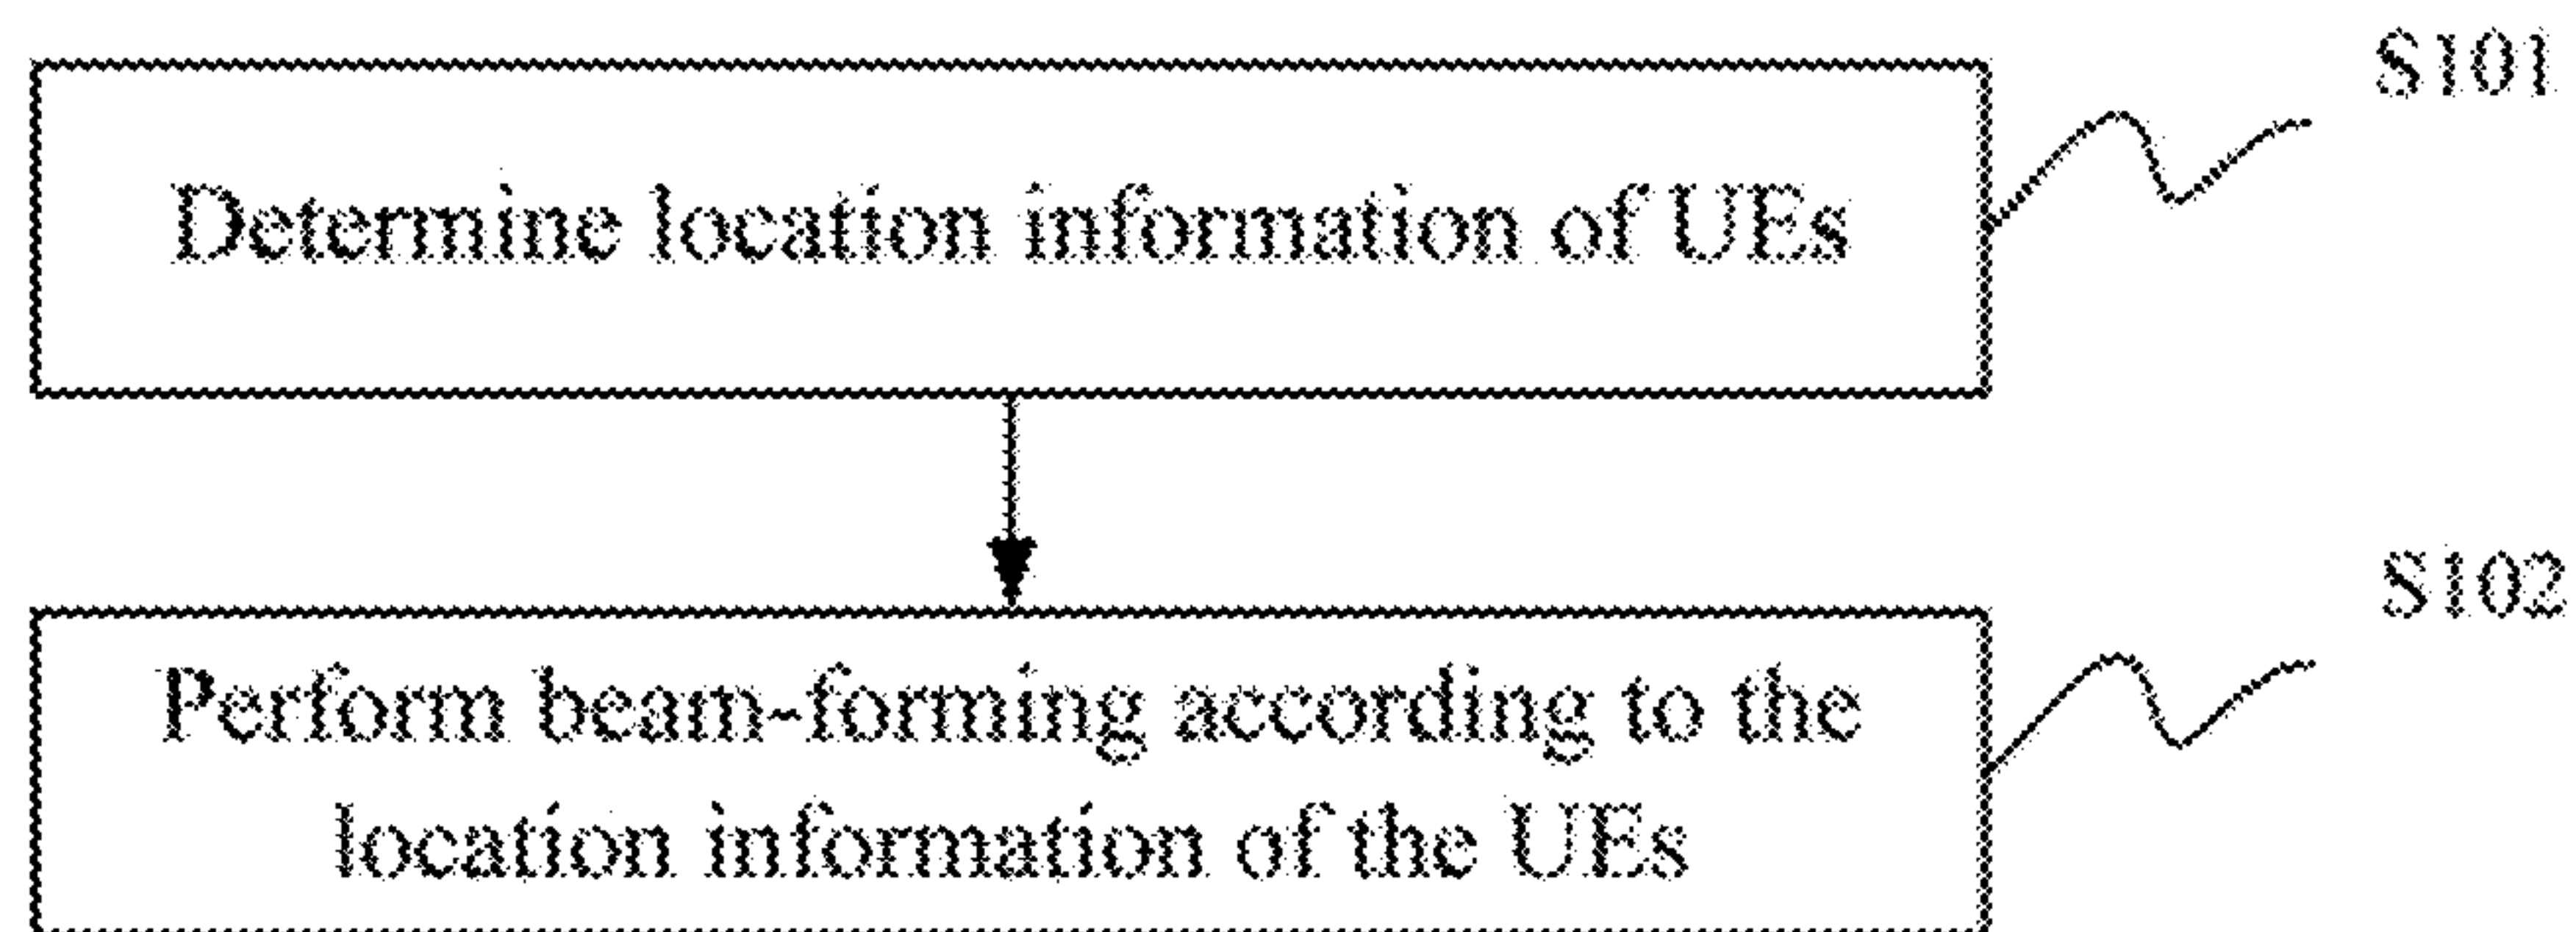 S101
Determine location information of UEs
S102
Perform beam-forming according to the
location information of the UEs